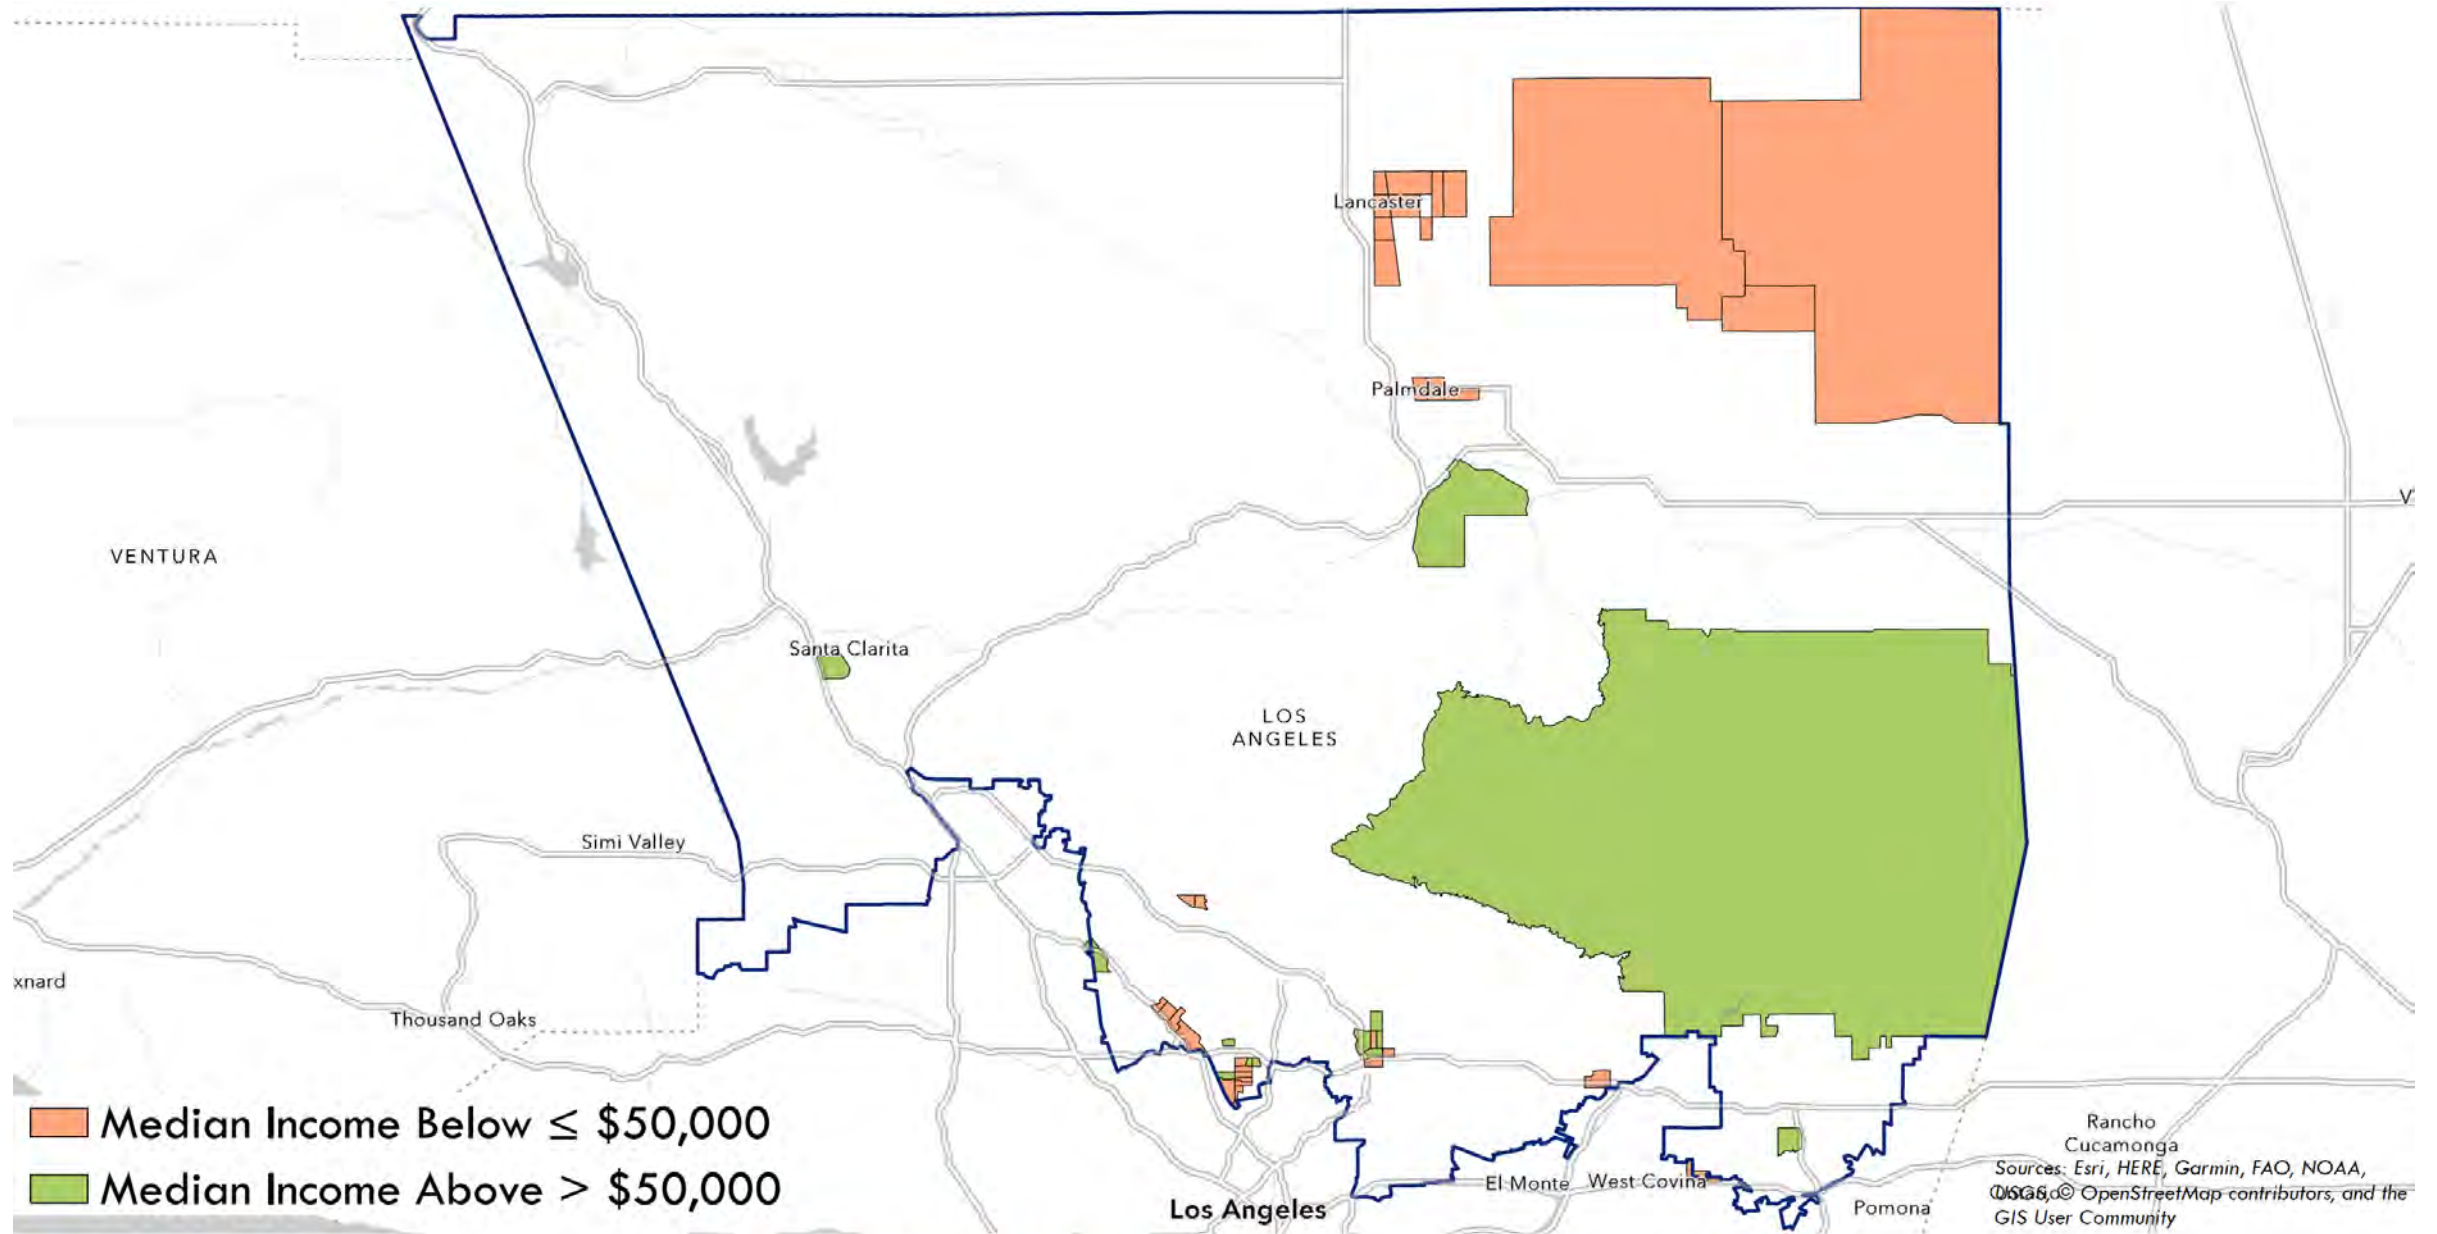 Lancaster
Palmdale
VENTURA
Santa Clarita
LOS
ANGELES
Simi Valley
xnard
Thousand Oaks
Median Income Below ≤ $50,000
Median Income Above > $50,000
El Monte
West Covina
Los Angeles
Pomona
Rancho
Cucamonga
Sources: Esri, HERE, Garmin, FAO, NOAA,
USGS, © OpenStreetMap contributors, and the
GIS User Community